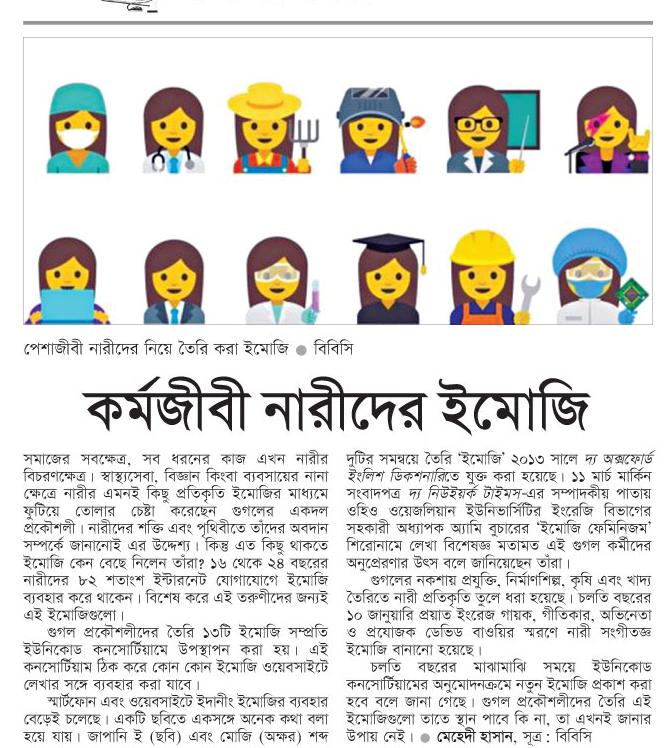 পেশাজীবী নারীদের নিয়ে তৈরি করা ইমোজি ● বিবিসি
কর্মজীবী নারীদের ইমোজি
সমাজের সবক্ষেত্র, সব ধরনের কাজ এখন নারীর
বিচরণক্ষেত্র। স্বাস্থ্যসেবা, বিজ্ঞান কিংবা ব্যবসায়ের নানা
ক্ষেত্রে নারীর এমনই কিছু প্রতিকৃতি ইমোজির মাধ্যমে
ফুটিয়ে তোলার চেষ্টা করেছেন গুগলের একদল
প্রকৌশলী। নারীদের শক্তি এবং পৃথিবীতে তাঁদের অবদান
সম্পর্কে জানানোই এর উদ্দেশ্য। কিন্তু এত কিছু থাকতে
ইমোজি কেন বেছে নিলেন তাঁরা? ১৬ থেকে ২৪ বছরের
নারীদের ৮২ শতাংশ ইন্টারনেট যোগাযোগে ইমোজি
ব্যবহার করে থাকেন। বিশেষ করে এই তরুণীদের জন্যই
এই ইমোজিগুলো।
গুগল প্রকৌশলীদের তৈরি ১৩টি ইমোজি সম্প্রতি
ইউনিকোড কনসোর্টিয়ামে উপস্থাপন করা হয়। এই
কনসোর্টিয়াম ঠিক করে কোন কোন ইমোজি ওয়েবসাইটে
লেখার সঙ্গে ব্যবহার করা যাবে।
স্মার্টফোন এবং ওয়েবসাইটে ইদানীং ইমোজির ব্যবহার
বেড়েই চলেছে। একটি ছবিতে একসঙ্গে অনেক কথা বলা
হয়ে যায়। জাপানি ই (ছবি) এবং মোজি (অক্ষর) শব্দ
দুটির সমন্বয়ে তৈরি ‘ইমোজি’ ২০১৩ সালে দ্য অক্সফোর্ড
ইংলিশ ডিকশনারিতে যুক্ত করা হয়েছে। ১১ মার্চ মার্কিন
সংবাদপত্র দ্য নিউইয়র্ক টাইমস-এর সম্পাদকীয় পাতায়
ওহিও ওয়েজলিয়ান ইউনিভার্সিটির ইংরেজি বিভাগের
সহকারী অধ্যাপক অ্যামি বুচারের ‘ইমোজি ফেমিনিজম’
শিরোনামে লেখা বিশেষজ্ঞ মতামত এই গুগল কর্মীদের
অনুপ্রেরণার উৎস বলে জানিয়েছেন তাঁরা।
গুগলের নকশায় প্রযুক্তি, নির্মাণশিল্প, কৃষি এবং খাদ্য
তৈরিতে নারী প্রতিকৃতি তুলে ধরা হয়েছে। চলতি বছরের
১০ জানুয়ারি প্রয়াত ইংরেজ গায়ক, গীতিকার, অভিনেতা
ও প্রযোজক ডেভিড বাওয়ির স্মরণে নারী সংগীতজ্ঞ
ইমোজি বানানো হয়েছে।
চলতি বছরের মাঝামাঝি সময়ে ইউনিকোড
কনসোর্টিয়ামের অনুমোদনক্রমে নতুন ইমোজি প্রকাশ করা
হবে বলে জানা গেছে। গুগল প্রকৌশলীদের তৈরি এই
ইমোজিগুলো তাতে স্থান পাবে কি না, তা এখনই জানার
উপায় নেই। ● মেহেদী হাসান, সূত্র : বিবিসি